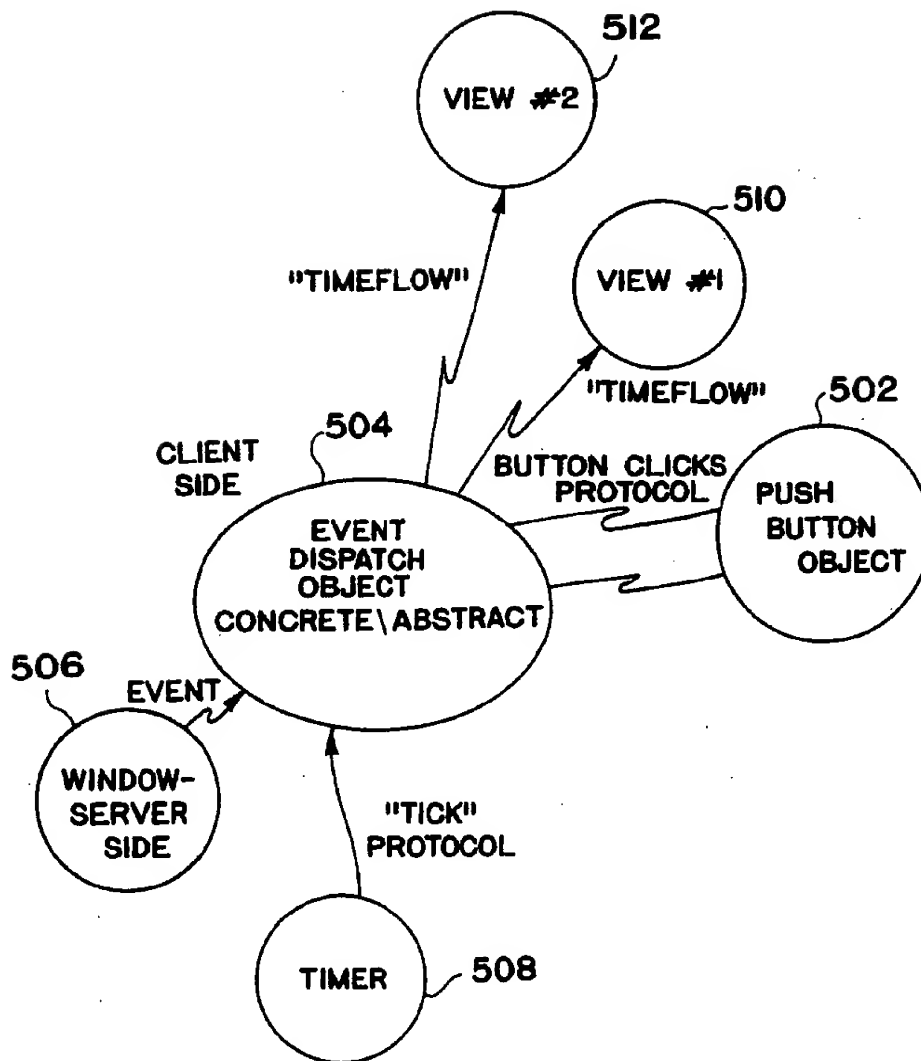 512
VIEW #2
510
VIEW #1
"TIMEFLOW"
"TIMEFLOW"
502
504
CLIENT
SIDE
BUTTON CLICKS
PROTOCOL
PUSH
BUTTON
OBJECT
EVENT
DISPATCH
OBJECT
CONCRETE\ABSTRACT
506
EVENT
WINDOW-
SERVER
SIDE
"TICK"
PROTOCOL
TIMER
508